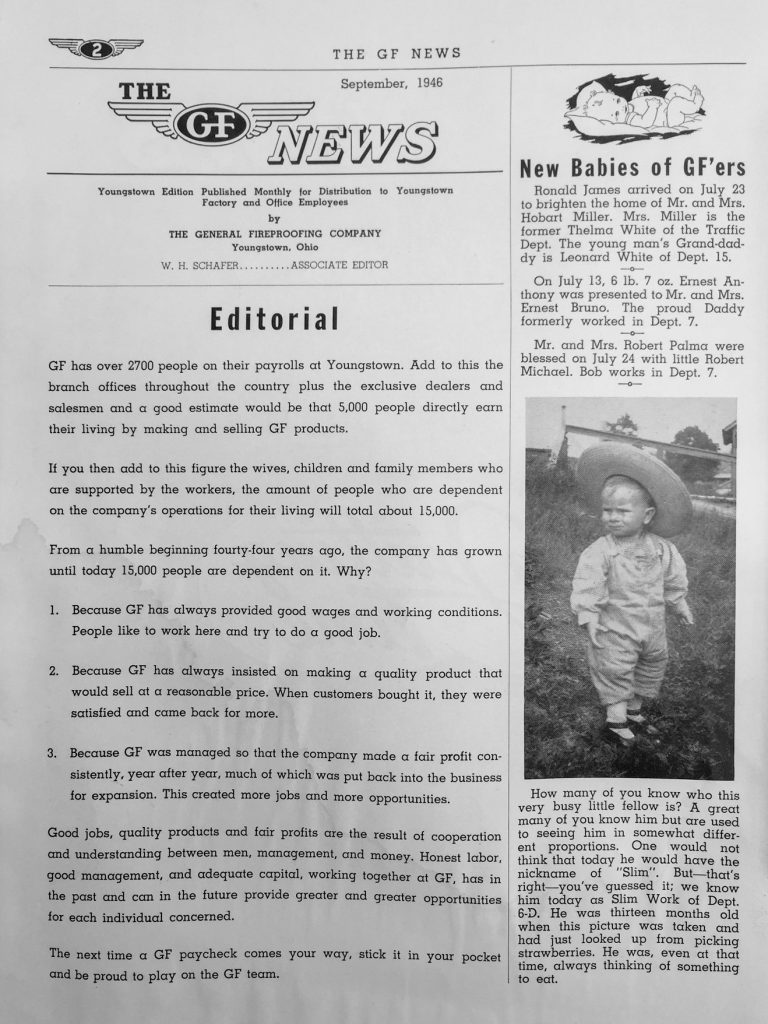 2
THE GF NEWS
THE
GF
NEWS
September, 1946
Youngstown Edition Published Monthly for Distribution to Youngstown
Factory and Office Employees
by
THE GENERAL FIREPROOFING COMPANY
Youngstown, Ohio
W. H. SCHAFER..........ASSOCIATE EDITOR
Editorial
GF has over 2700 people on their payrolls at Youngstown. Add to this the
branch offices throughout the country plus the exclusive dealers and
salesmen and a good estimate would be that 5,000 people directly earn
their living by making and selling GF products.
If you then add to this figure the wives, children and family members who
are supported by the workers, the amount of people who are dependent
on the company's operations for their living will total about 15,000.
From a humble beginning fourty-four years ago, the company has grown
until today 15,000 people are dependent on it. Why?
1. Because GF has always provided good wages and working conditions.
People like to work here and try to do a good job.
2. Because GF has always insisted on making a quality product that
would sell at a reasonable price. When customers bought it, they were
satisfied and came back for more.
3. Because GF was managed so that the company made a fair profit con-
sistently, year after year, much of which was put back into the business
for expansion. This created more jobs and more opportunities.
Good jobs, quality products and fair profits are the result of cooperation
and understanding between men, management, and money. Honest labor,
good management, and adequate capital, working together at GF, has in
the past and can in the future provide greater and greater opportunities
for each individual concerned.
The next time a GF paycheck comes your way, stick it in your pocket
and be proud to play on the GF team.
New Babies of GF'ers
Ronald James arrived on July 23
to brighten the home of Mr. and Mrs.
Hobart Miller. Mrs. Miller is the
former Thelma White of the Traffic
Dept. The young man's Grand-dad-
dy is Leonard White of Dept. 15.
On July 13, 6 lb. 7 oz. Ernest An-
thony was presented to Mr. and Mrs.
Ernest Bruno. The proud Daddy
formerly worked in Dept. 7.
Mr. and Mrs. Robert Palma were
blessed on July 24 with little Robert
Michael. Bob works in Dept. 7.
How many of you know who this
very busy little fellow is? A great
many of you know him but are used
to seeing him in somewhat differ-
ent proportions. One would not
think that today he would have the
nickname of "Slim". But—that's
right—you've guessed it; we know
him today as Slim Work of Dept.
6-D. He was thirteen months old
when this picture was taken and
had just looked up from picking
strawberries. He was, even at that
time, always thinking of something
to eat.